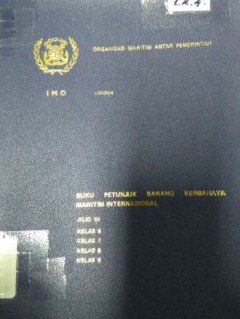 ORGANISASI MARITIM ANTAR PEMERINTAH
IMO
LONDON
BUKU PETUNJUK BARANG BERBAHAYA
MARITIM INTERNASIONAL
JILID III
KELAS 6
KELAS 7
KELAS 8
KELAS 9